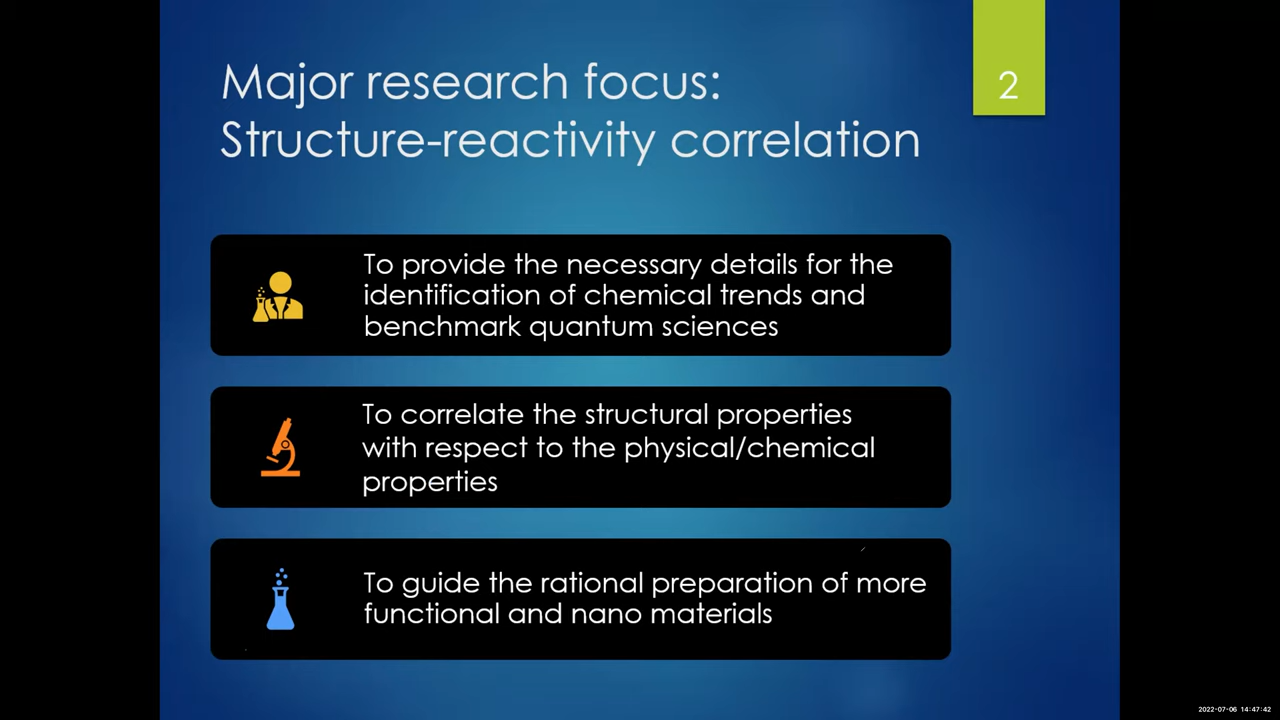 Major research focus:
Structure-reactivity correlation
2
To provide the necessary details for the
identification of chemical trends and
benchmark quantum sciences
To correlate the structural properties
with respect to the physical/chemical
properties
To guide the rational preparation of more
functional and nano materials
2022-07-06 14:47:42